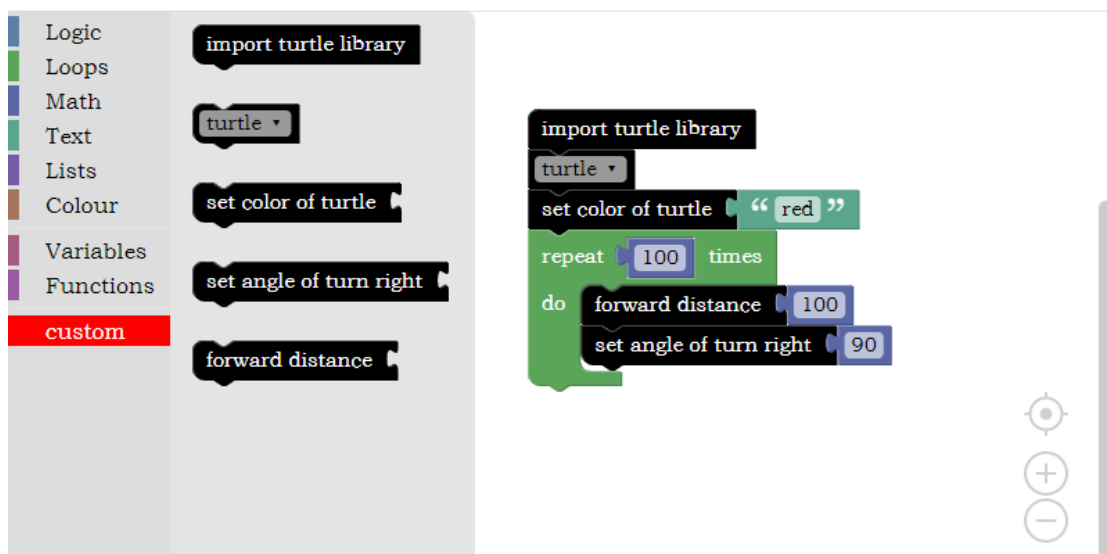 Logic
Loops
Math
Text
Lists
Colour
Variables
Functions
custom
import turtle library
turtle
set color of turtle
set angle of turn right
forward distance
import turtle library
turtle
set color of turtle “ red ”
repeat 100 times
do forward distance 100
set angle of turn right 90